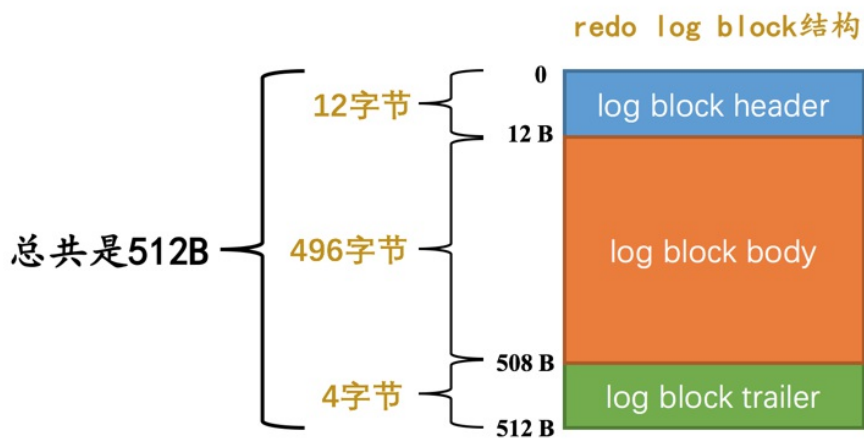 redo log block结构
0
log block header
12字节
12 B
总共是512B
496字节
log block body
508 B
4字节
log block trailer
512 B